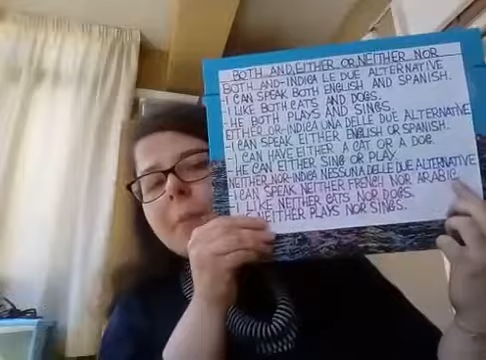 BOTH AND, EITHER OR, NEITHER NOR
BOTH AND-INDICA LE DUE ALTERNATIVE
-I CAN SPEAK BOTH ENGLISH AND SPANISH.
-I LIKE BOTH CATS AND DOGS.
-HE BOTH PLAYS AND SINGS.
EITHER OR-INDICA UNA DELLE DUE ALTERNATIVE
-I CAN SPEAK EITHER ENGLISH OR SPANISH.
-I CAN HAVE EITHER A CAT OR A DOG.
-HE CAN EITHER SING OR PLAY.
NEITHER NOR-INDICA NESSUNA DELLE DUE ALTERNATIVE
-I CAN SPEAK NEITHER FRENCH NOR ARABIC
-I LIKE NEITHER CATS NOR DOGS.
NEITHER PLAYS NOR SINGS.